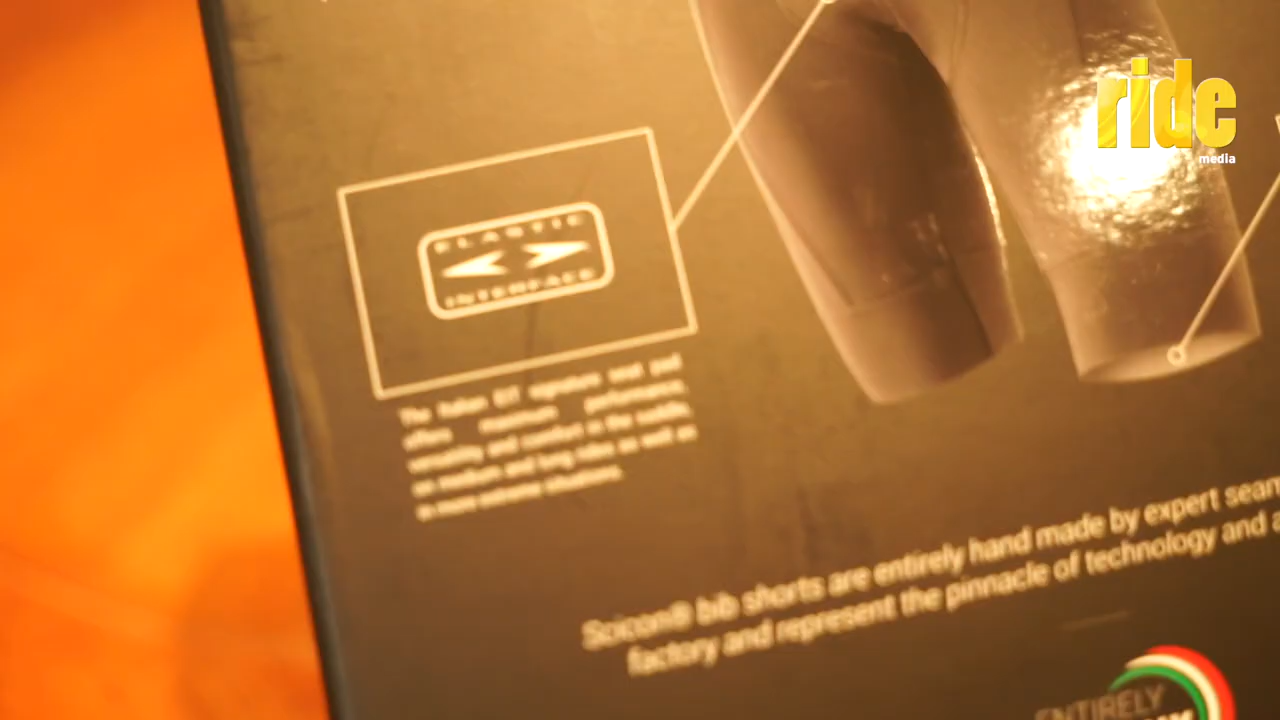 ride
media
ELASTIC
INTERFACE
The Italian EIT signature seat pad
offers maximum performance,
versatility and comfort in the saddle,
on medium and long rides as well as
in more extreme situations.
Scicon® bib shorts are entirely hand made by expert seam
factory and represent the pinnacle of technology and a
ENTIRELY